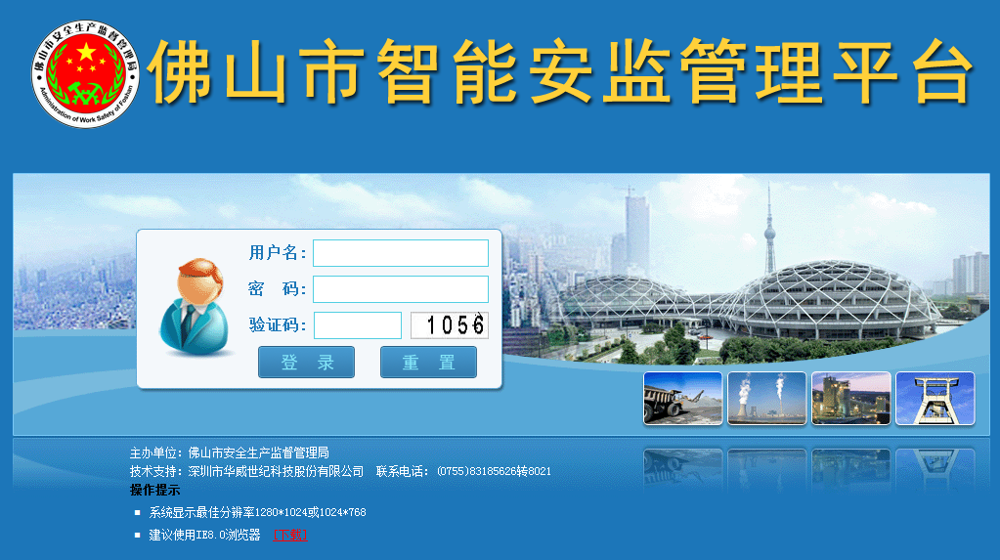 佛山市安全生产监督管理局
Administration of Work Safety of Foshan
佛山市智能安监管理平台
用户名：
密 码：
验证码：
1056
登 录 重 置
主办单位：佛山市安全生产监督管理局
技术支持：深圳市华威世纪科技股份有限公司 联系电话：(0755)83185626转8021
操作提示
■ 系统显示最佳分辨率1280*1024或1024*768
■ 建议使用IE8.0浏览器 [下载]